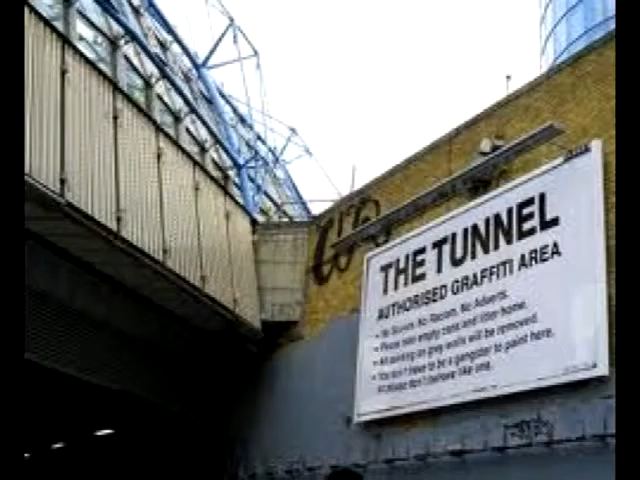 THE TUNNEL
AUTHORISED GRAFFITI AREA
• No Sexism. No Racism. No Adverts.
• Please take empty cans and litter home.
• All painting on grey walls will be removed.
• You don't have to be a gangster to paint here,
so please don't behave like one.